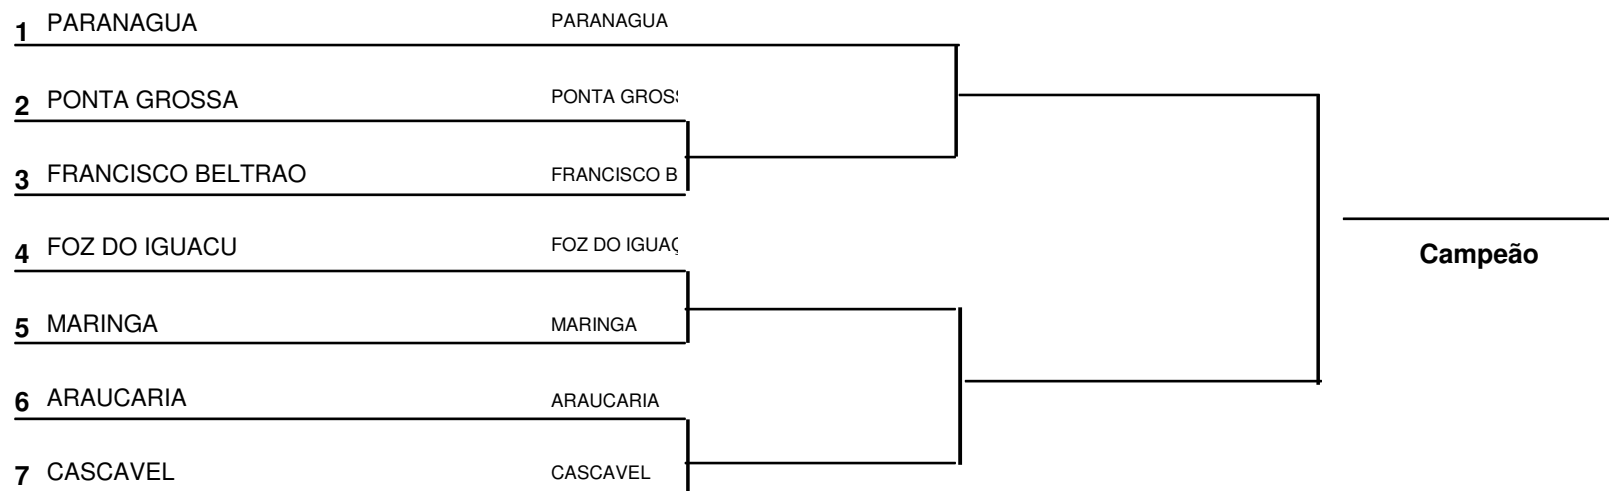 1 PARANAGUA PARANAGUA
2 PONTA GROSSA PONTA GROS
3 FRANCISCO BELTRAO FRANCISCO B
4 FOZ DO IGUACU FOZ DO IGUAÇ
Campeão
5 MARINGA MARINGA
6 ARAUCARIA ARAUCARIA
7 CASCAVEL CASCAVEL